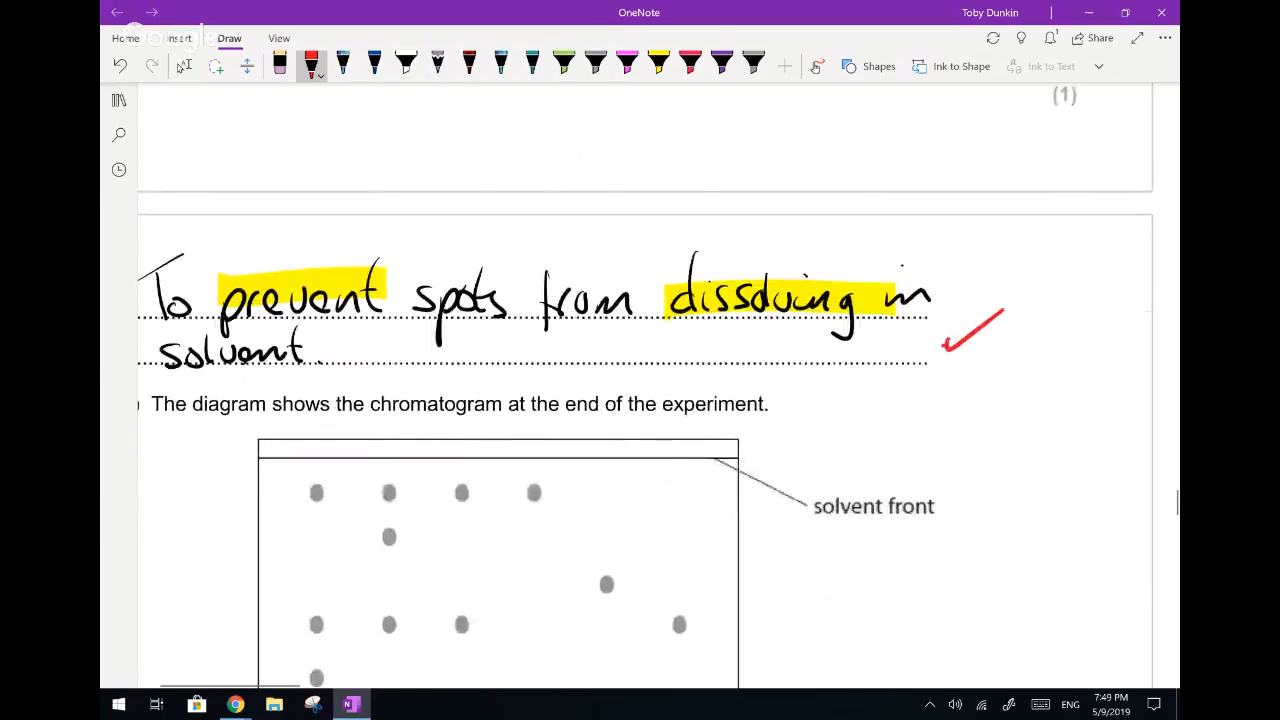 OneNote
Toby Dunkin
Google
Home Insert Draw View
Share
Shapes Ink to Shape Ink to Text
(1)
To prevent spots from dissolving in
solvent.
The diagram shows the chromatogram at the end of the experiment.
solvent front
ENG
7:49 PM
5/9/2019